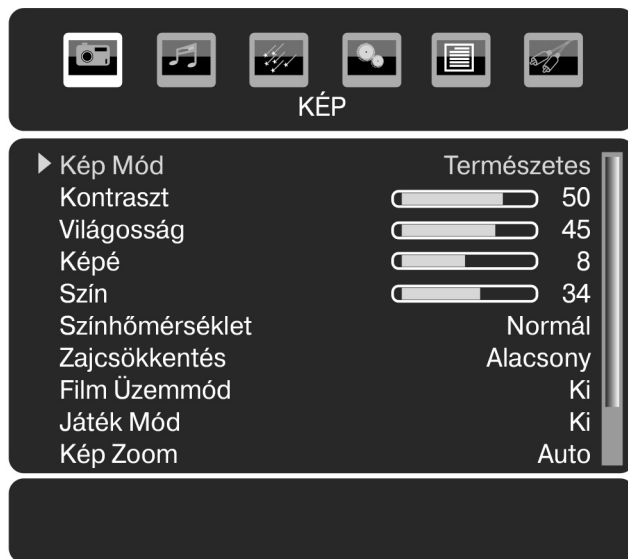 KÉP
Kép Mód Természetes
Kontraszt 50
Világosság 45
Képé 8
Szín 34
Színhőmérséklet Normál
Zajcsökkentés Alacsony
Film Üzemmód Ki
Játék Mód Ki
Kép Zoom Auto